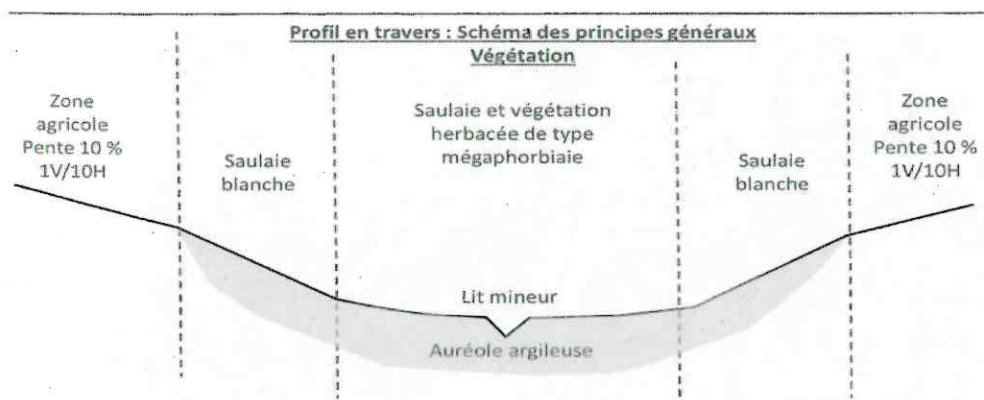 Profil en travers : Schéma des principes généraux
Végétation
Zone
agricole
Pente 10 %
1V/10H
Saulaie
blanche
Saulaie et végétation
herbacée de type
mégaphorbiaie
Saulaie
blanche
Zone
agricole
Pente 10 %
1V/10H
Lit mineur
Auréole argileuse